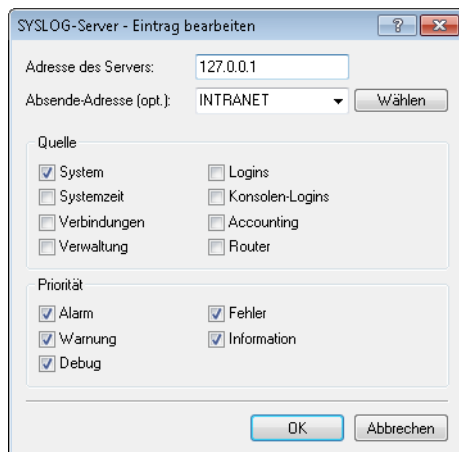 SYSLOG-Server - Eintrag bearbeiten
Adresse des Servers: 127.0.0.1
Absende-Adresse (opt.): INTRANET Wählen
Quelle
System Logins
Systemzeit Konsolen-Logins
Verbindungen Accounting
Verwaltung Router
Priorität
Alarm Fehler
Warnung Information
Debug
OK Abbrechen